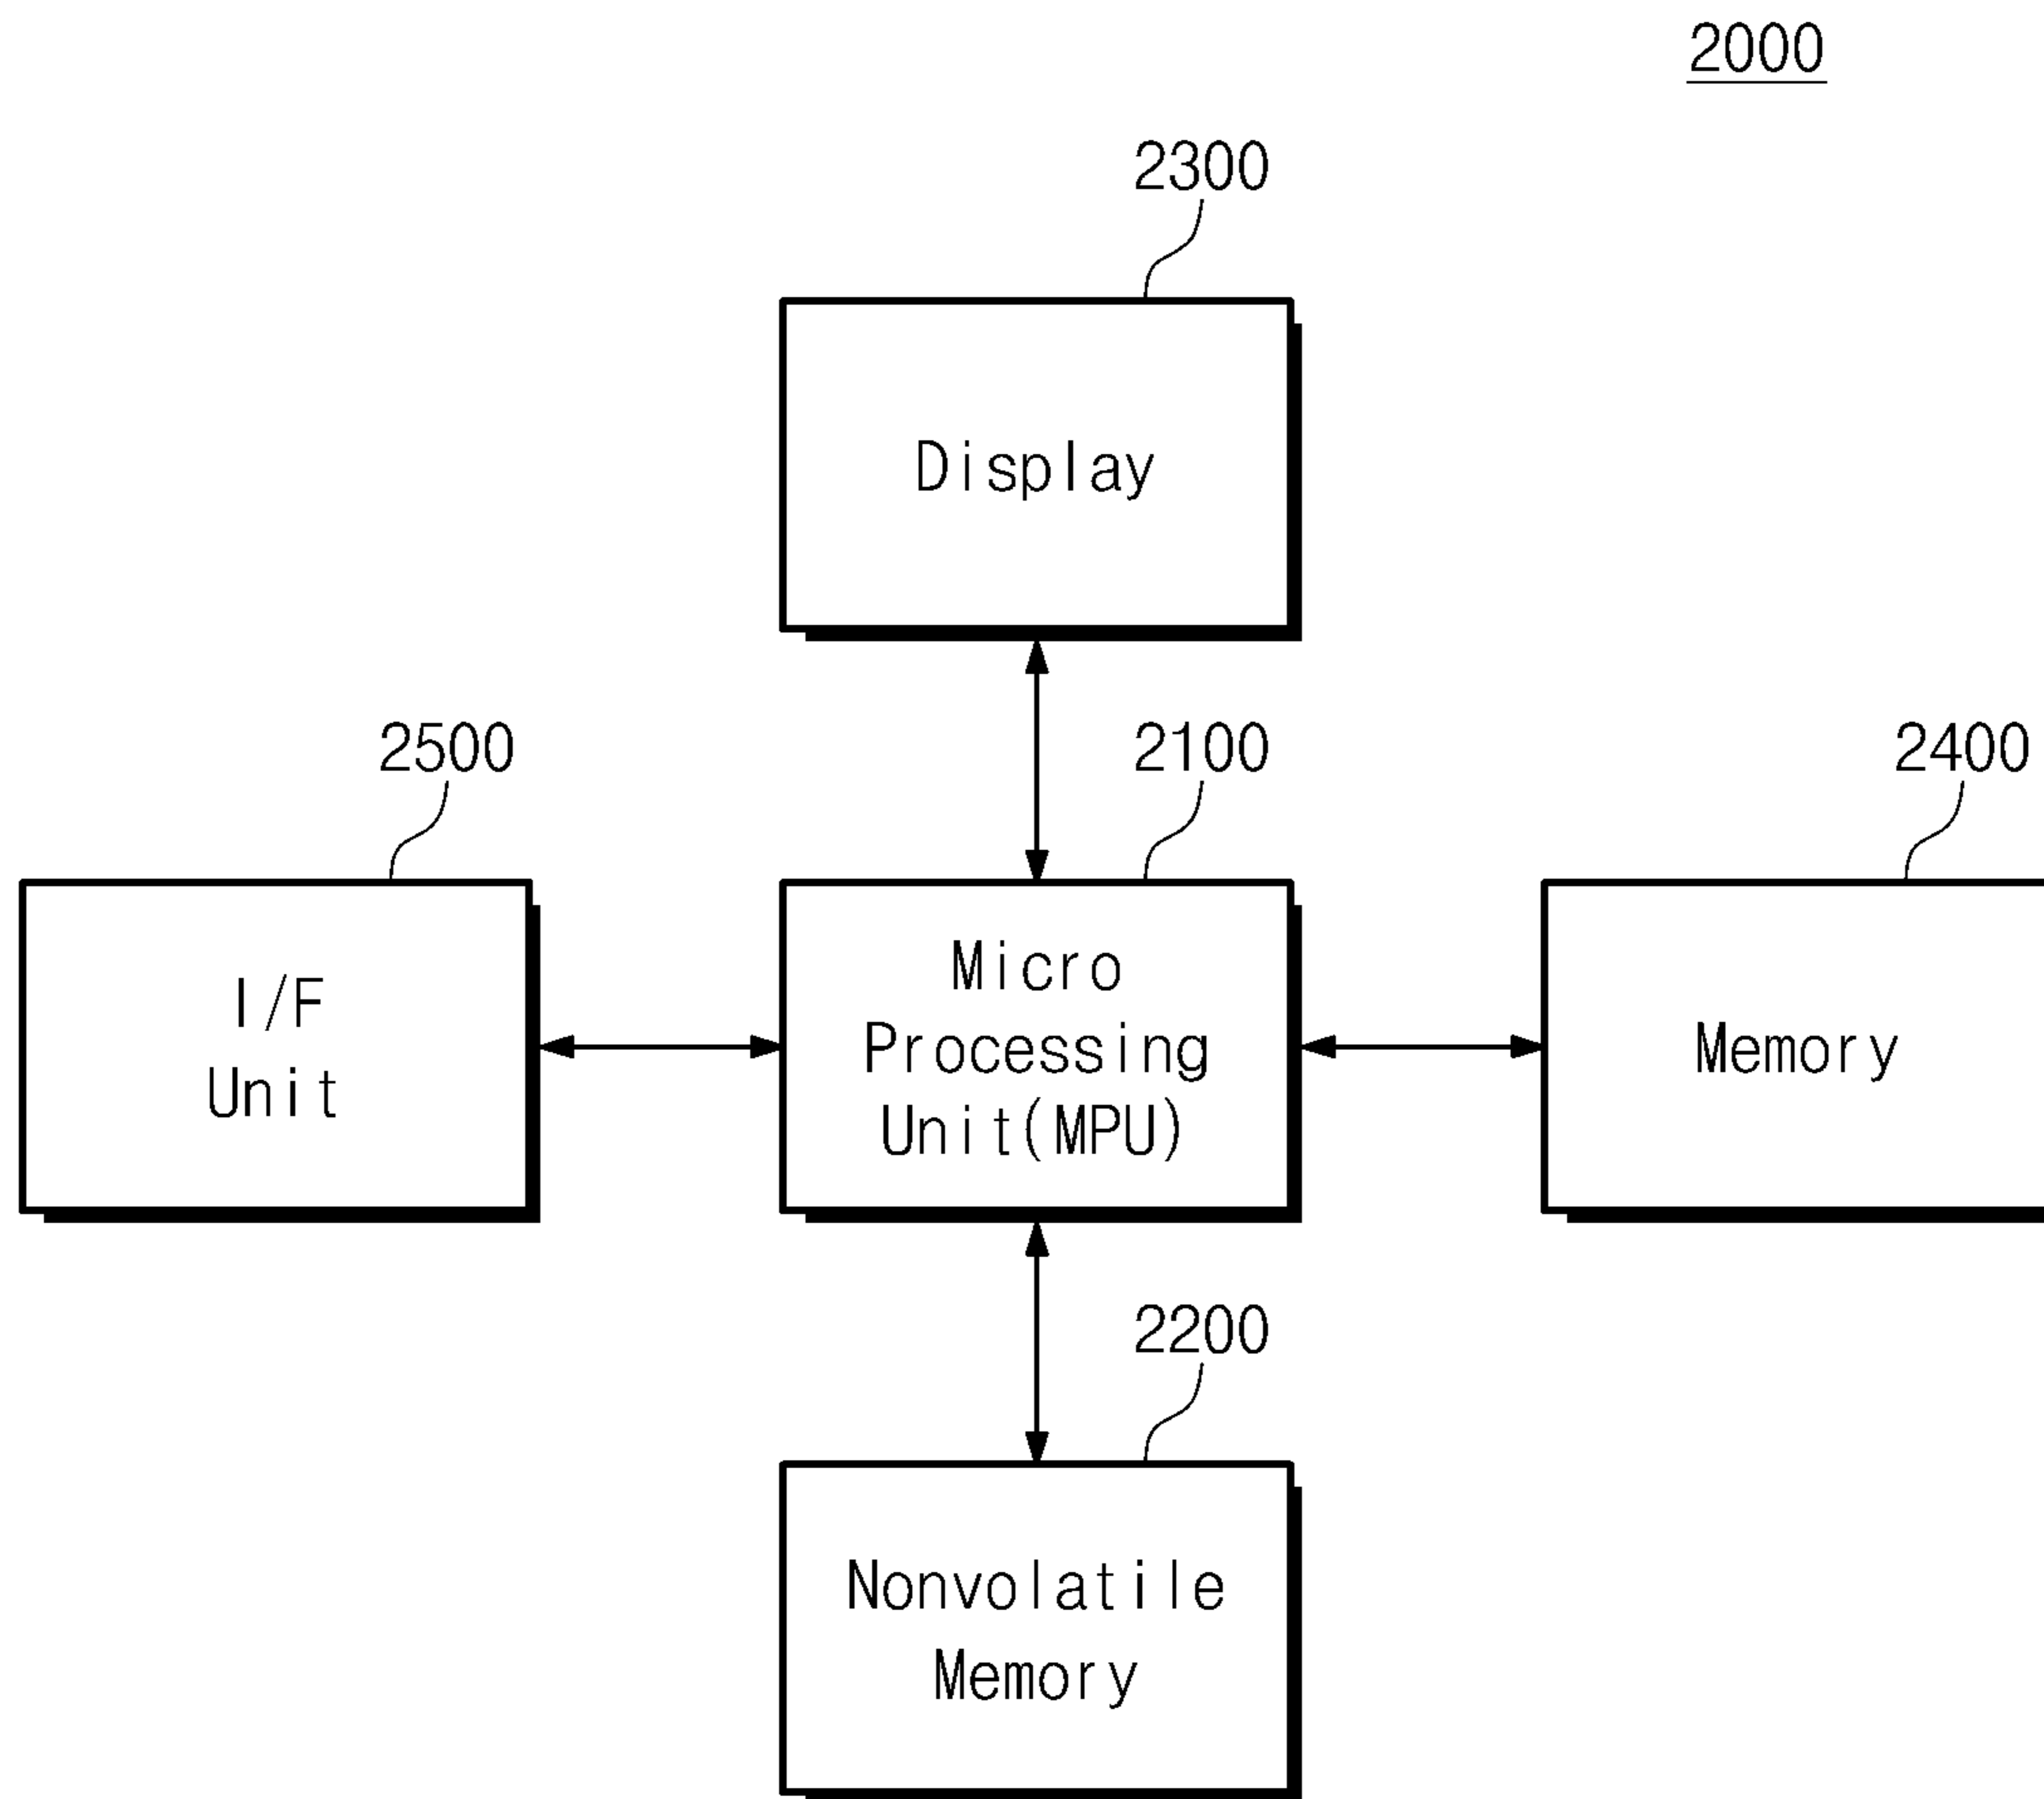 2000
2300
Display
2500
2100
2400
I/F
Unit
Micro
Processing
Unit(MPU)
Memory
2200
Nonvolatile
Memory